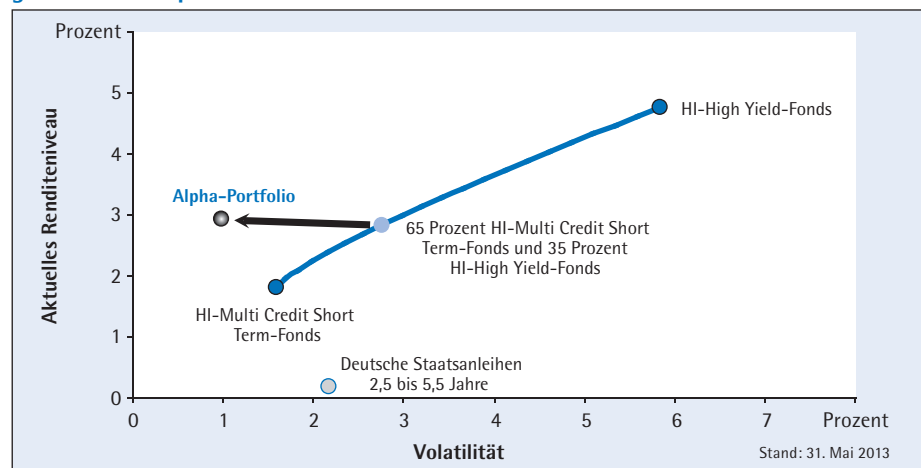 Prozent
5
4
3
2
1
0
Aktuelles Renditeniveau
HI-High Yield-Fonds
Alpha-Portfolio
65 Prozent HI-Multi Credit Short
Term-Fonds und 35 Prozent
HI-High Yield-Fonds
HI-Multi Credit Short
Term-Fonds
Deutsche Staatsanleihen
2,5 bis 5,5 Jahre
0 1 2 3 4 5 6 7 Prozent
Volatilität
Stand: 31. Mai 2013